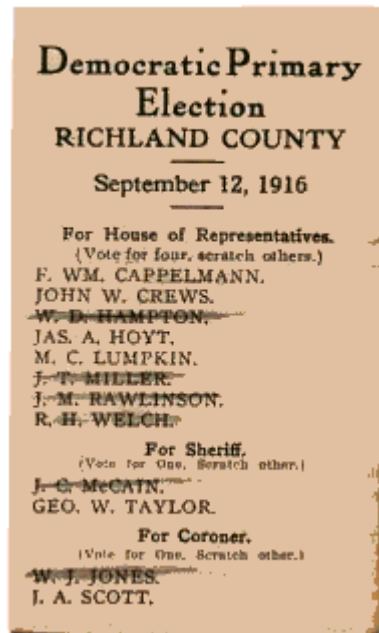 Democratic Primary
Election
RICHLAND COUNTY
September 12, 1916
For House of Representatives.
(Vote for four, scratch others.)
F. WM. CAPPELMANN.
JOHN W. CREWS.
W. D. HAMPTON.
JAS. A. HOYT.
M. C. LUMPKIN.
J. T. MILLER.
J. M. RAWLINSON.
R. H. WELCH.
For Sheriff.
(Vote for One, Scratch other.)
J. C. McCAIN.
GEO. W. TAYLOR.
For Coroner.
(Vote for One, Scratch other.)
W. J. JONES.
J. A. SCOTT.